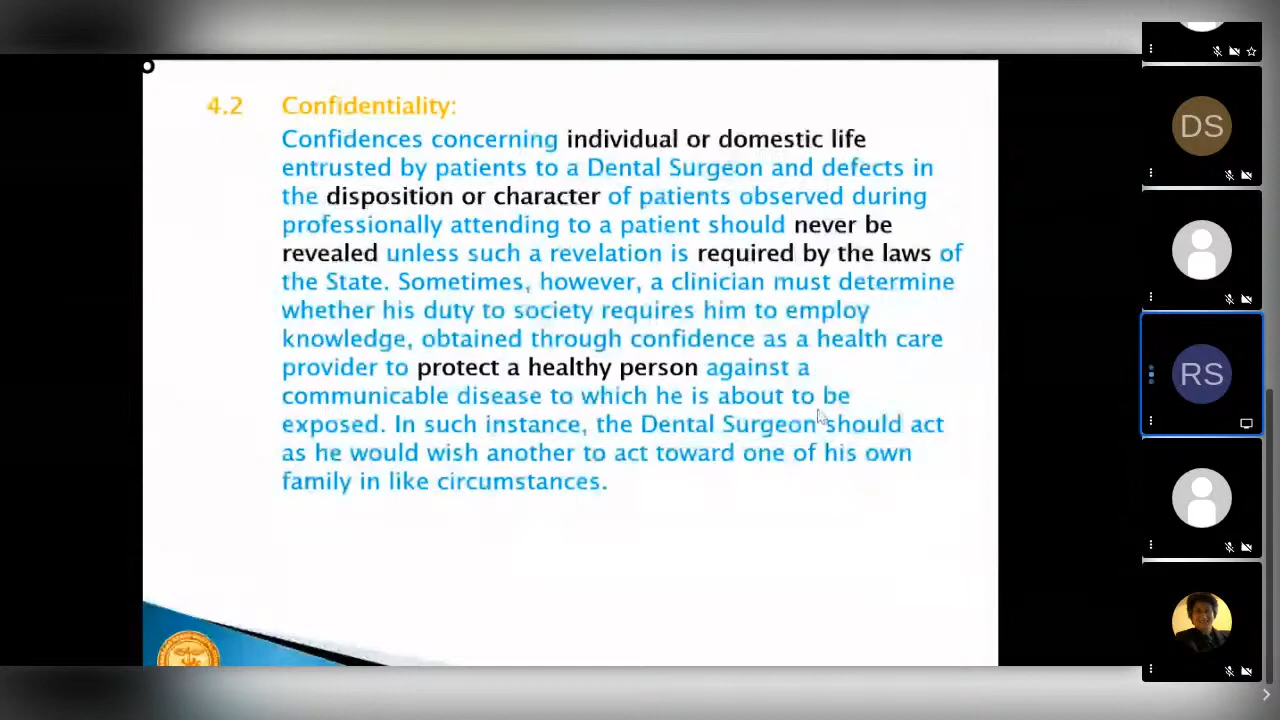 4.2 Confidentiality:
Confidences concerning individual or domestic life
entrusted by patients to a Dental Surgeon and defects in
the disposition or character of patients observed during
professionally attending to a patient should never be
revealed unless such a revelation is required by the laws of
the State. Sometimes, however, a clinician must determine
whether his duty to society requires him to employ
knowledge, obtained through confidence as a health care
provider to protect a healthy person against a
communicable disease to which he is about to be
exposed. In such instance, the Dental Surgeon should act
as he would wish another to act toward one of his own
family in like circumstances.
DS
RS